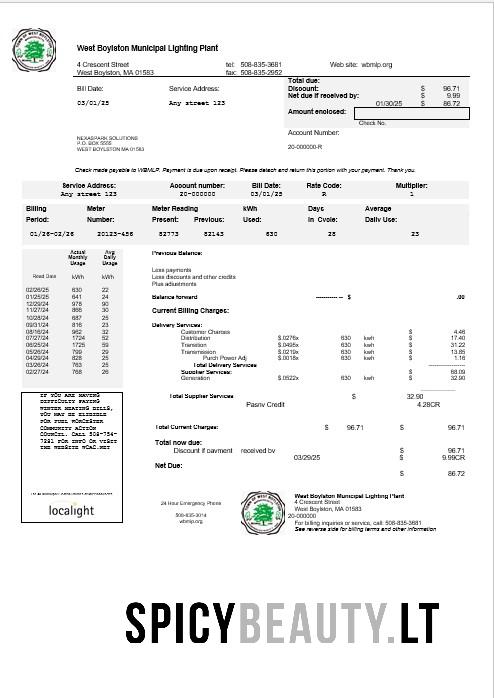 West Boylston Municipal Lighting Plant
4 Crescent Street tel: 508-835-3681 Web site: wbmlp.org
West Boylston, MA 01583 fax: 508-835-2952
Total due: $ 96.71
Bill Date: Service Address: Discount: $ 9.99
Net due if received by:
01/30/25 $ 86.72
03/01/25 Any street 123
Amount enclosed:
Check No.
Account Number:
NEXASPARK SOLUTIONS
P.O. BOX 5555
WEST BOYLSTON MA 01583
20-000000-R
Check made payable to WBMLP. Payment is due upon receipt. Please detach and return this portion with your payment. Thank you.
Service Address: Account number: Bill Date: Rate Code: Multiplier:
Any street 123 20-000000 03/01/25 R 1
Billing Meter Meter Reading kWh Days Average
Period: Number: Present: Previous: Used: In Cycle: Daily Use:
01/26-02/26 20123-456 82773 82143 630 28 23
Actual Monthly Usage Avg Daily Usage
Read Date kWh kWh
02/26/25 630 22
01/25/25 641 24
12/29/24 978 90
11/27/24 866 30
10/28/24 687 25
09/31/24 816 23
08/16/24 962 32
07/17/24 1724 52
06/25/24 1725 59
05/26/24 799 29
04/29/24 828 25
03/26/24 763 25
02/27/24 768 26
Previous Balance:
Less payments
Less discounts and other credits
Plus adjustments
Balance forward ----------- $ .00
Current Billing Charges:
Delivery Services:
Customer Charges $ 4.46
Distribution $.0276x 630 kwh $ 17.40
Transition $.0495x 630 kwh $ 31.22
Transmission $.0219x 630 kwh $ 13.85
Purch Power Adj $.0018x 630 kwh $ 1.16
Total Delivery Services
Supplier Services: $ 68.09
Generation $.0522x 630 kwh $ 32.90
Total Supplier Services $ 32.90
Pasny Credit 4.28CR
Total Current Charges: $ 96.71 $ 96.71
Total now due: $ 96.71
Discount if payment received by
03/29/25 $ 9.99CR
Net Due:
$ 86.72
IF YOU ARE HAVING
DIFFICULTY PAYING
WINTER HEATING BILLS,
YOU MAY BE ELIGIBLE
FOR FUEL WORCESTER
COMMUNITY ACTION
COUNCIL. CALL 508-754-
7281 FOR INFO OR VISIT
THE WEBSITE WCAC.NET
localight
24 Hour Emergency Phone
508-835-3014
wbmlp.org
West Boylston Municipal Lighting Plant
4 Crescent Street
West Boylston, MA 01583
20-000000
For billing inquiries or service, call: 508-835-3681
See reverse side for billing terms and other information
SPICYBEAUTY.LT